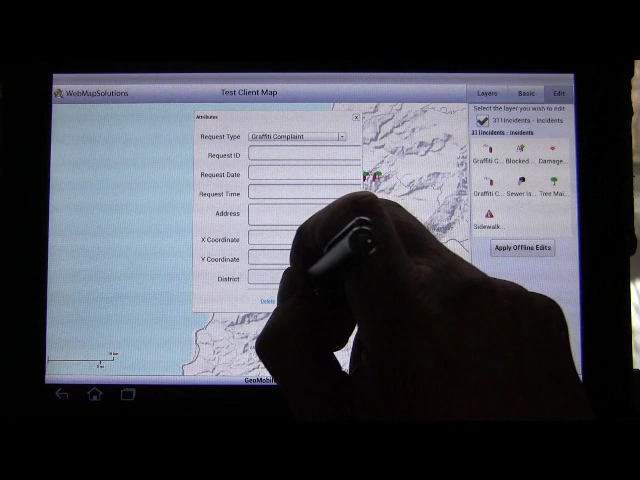 WebMapSolutions
Test Client Map
Layers
Basic
Edit
Attributes
x
Request Type
Graffiti Complaint
Request ID
Request Date
Request Time
Address
X Coordinate
Y Coordinate
District
Delete
Select the layer you wish to edit
311Incidents - Incidents
311Incidents - Incidents
Graffiti C... Blocked... Damage...
Graffiti C... Sewer Is... Tree Mai...
Sidewalk...
Apply Offline Edits
GeoMobile